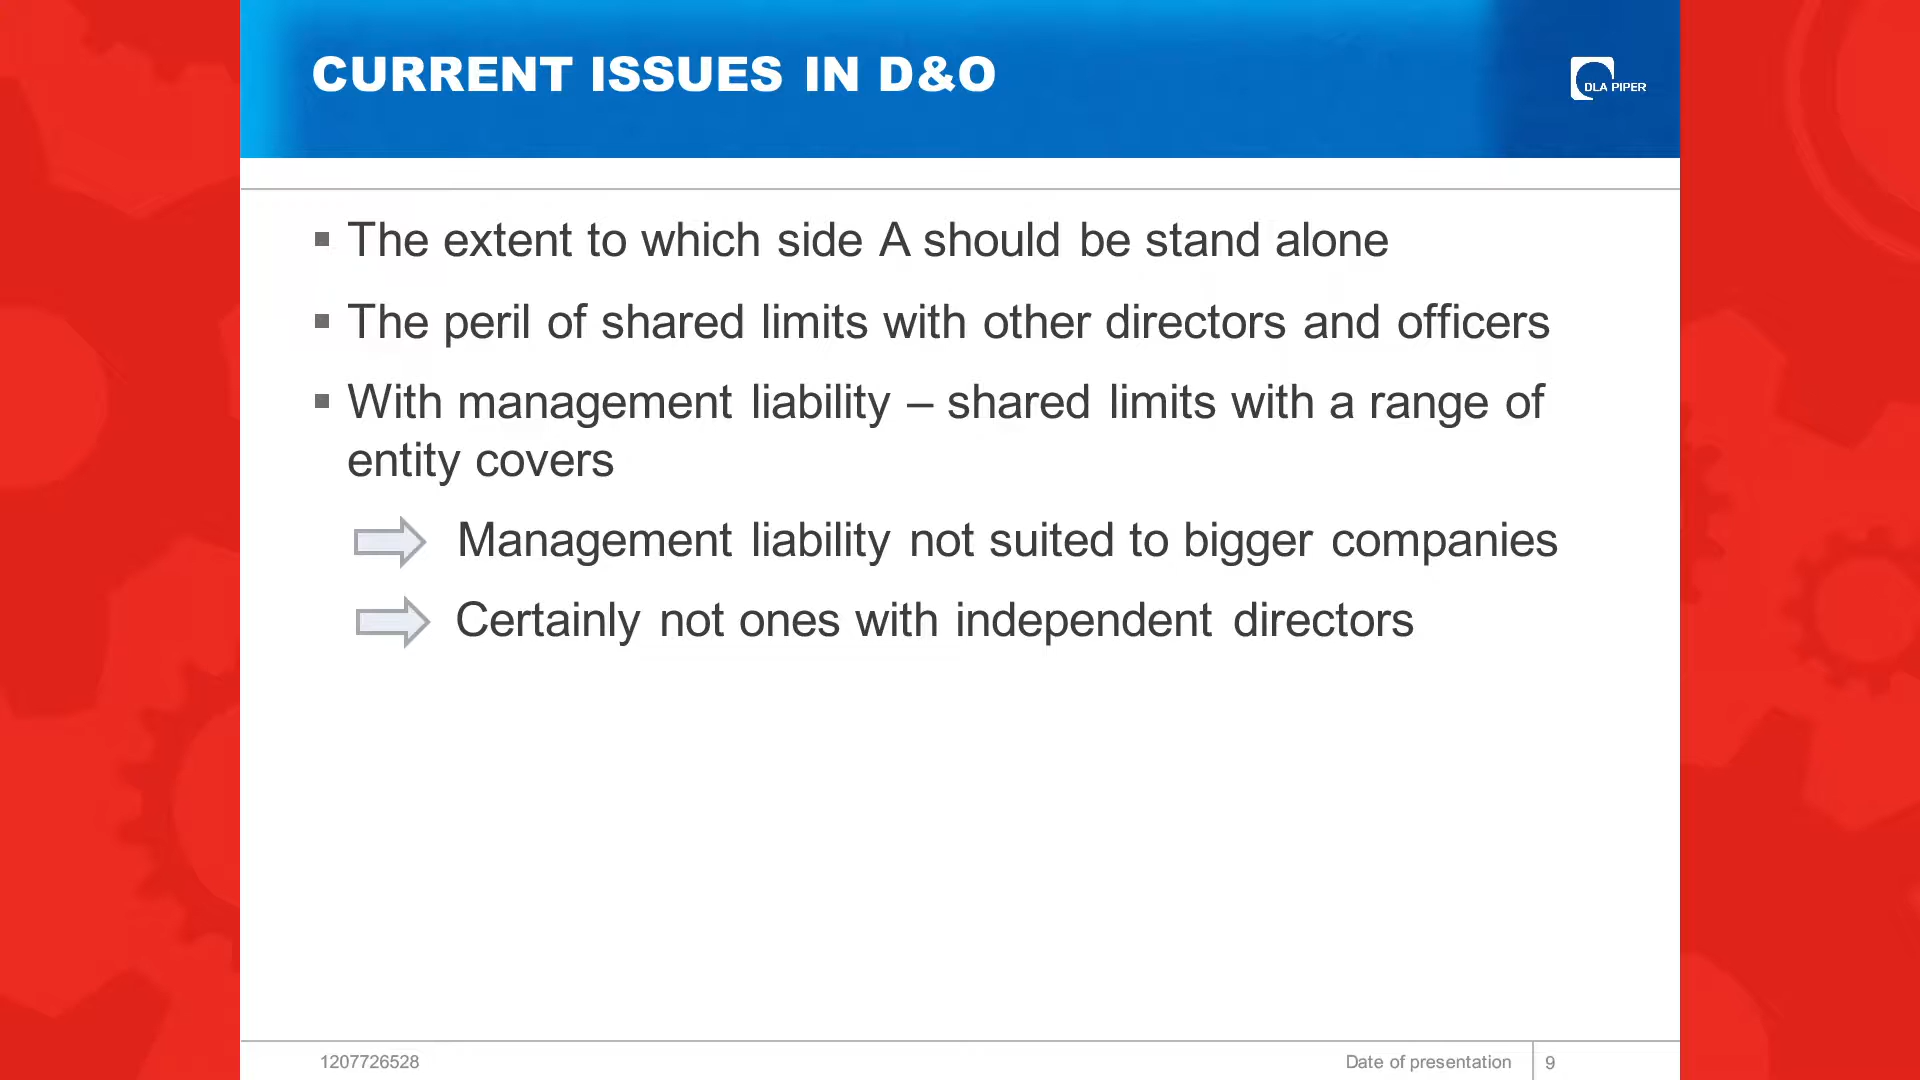 CURRENT ISSUES IN D&O
DLA PIPER
The extent to which side A should be stand alone
The peril of shared limits with other directors and officers
With management liability – shared limits with a range of
entity covers
Management liability not suited to bigger companies
Certainly not ones with independent directors
1207726528
Date of presentation
9